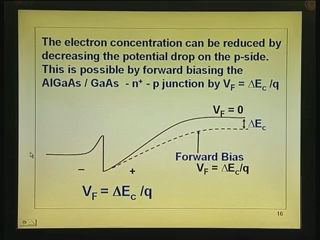 The electron concentration can be reduced by
decreasing the potential drop on the p-side.
This is possible by forward biasing the
AlGaAs / GaAs - n⁺ - p junction by V_F = ΔE_c /q
V_F = 0
ΔE_c
Forward Bias
V_F = ΔE_c/q
– +
V_F = ΔE_c /q
16